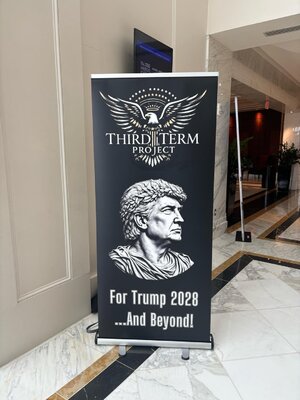 THIRD TERM
PROJECT
For Trump 2028
...And Beyond!